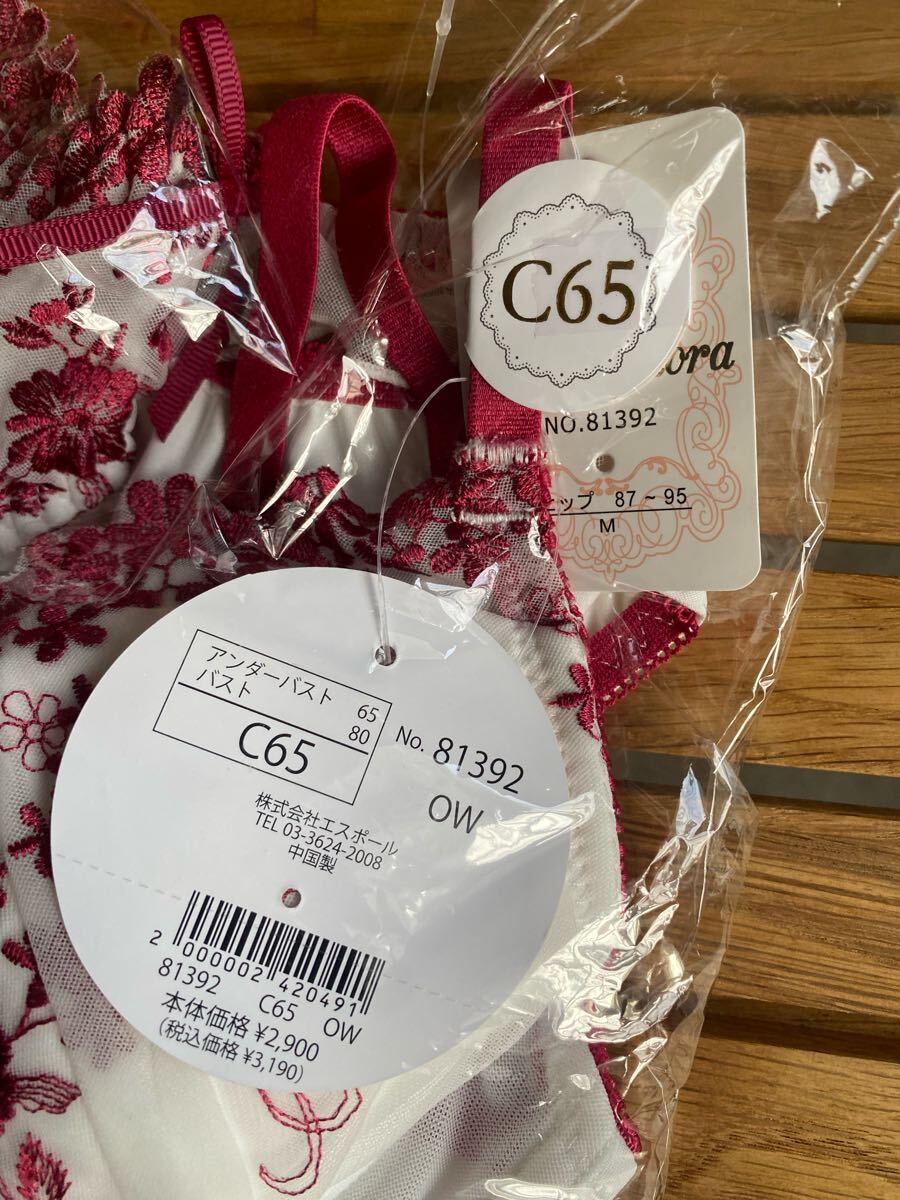 C65
ora
NO.81392
ップ 87 ~ 95
M
アンダーバスト 65
バスト 80
C65
No. 81392
OW
株式会社エスポール
TEL 03-3624-2008
中国製
2 000002 420491
81392 C65 OW
本体価格 ¥2,900
(税込価格 ¥3,190)